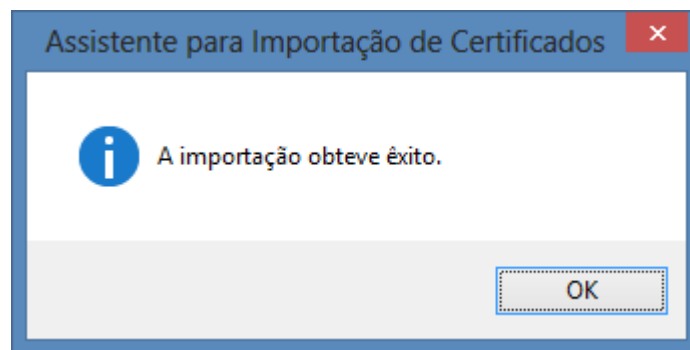 Assistente para Importação de Certificados
A importação obteve êxito.
OK